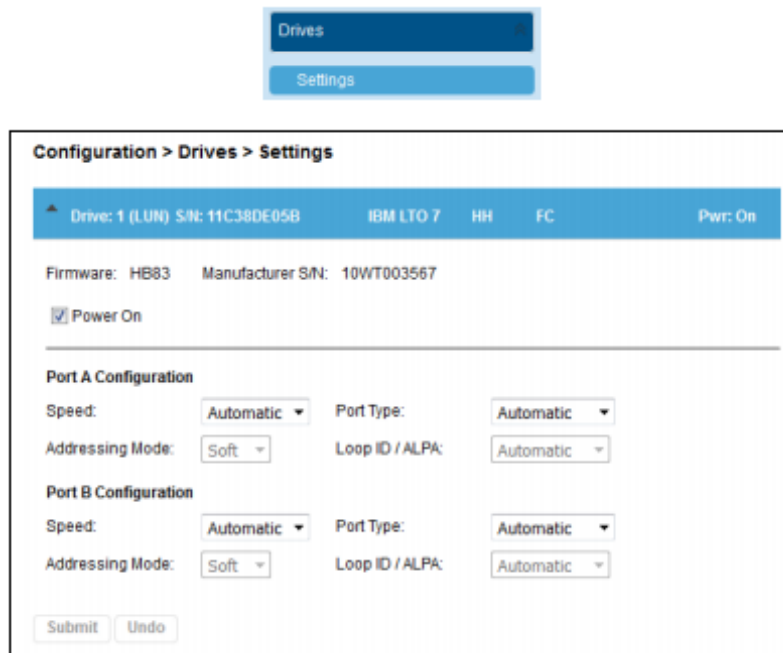 Drives
Settings
Configuration > Drives > Settings
Drive: 1 (LUN) S/N: 11C38DE05B IBM LTO 7 HH FC Pwr: On
Firmware: HB83 Manufacturer S/N: 10WT003567
Power On
Port A Configuration
Speed: Automatic Port Type: Automatic
Addressing Mode: Soft Loop ID / ALPA: Automatic
Port B Configuration
Speed: Automatic Port Type: Automatic
Addressing Mode: Soft Loop ID / ALPA: Automatic
Submit Undo